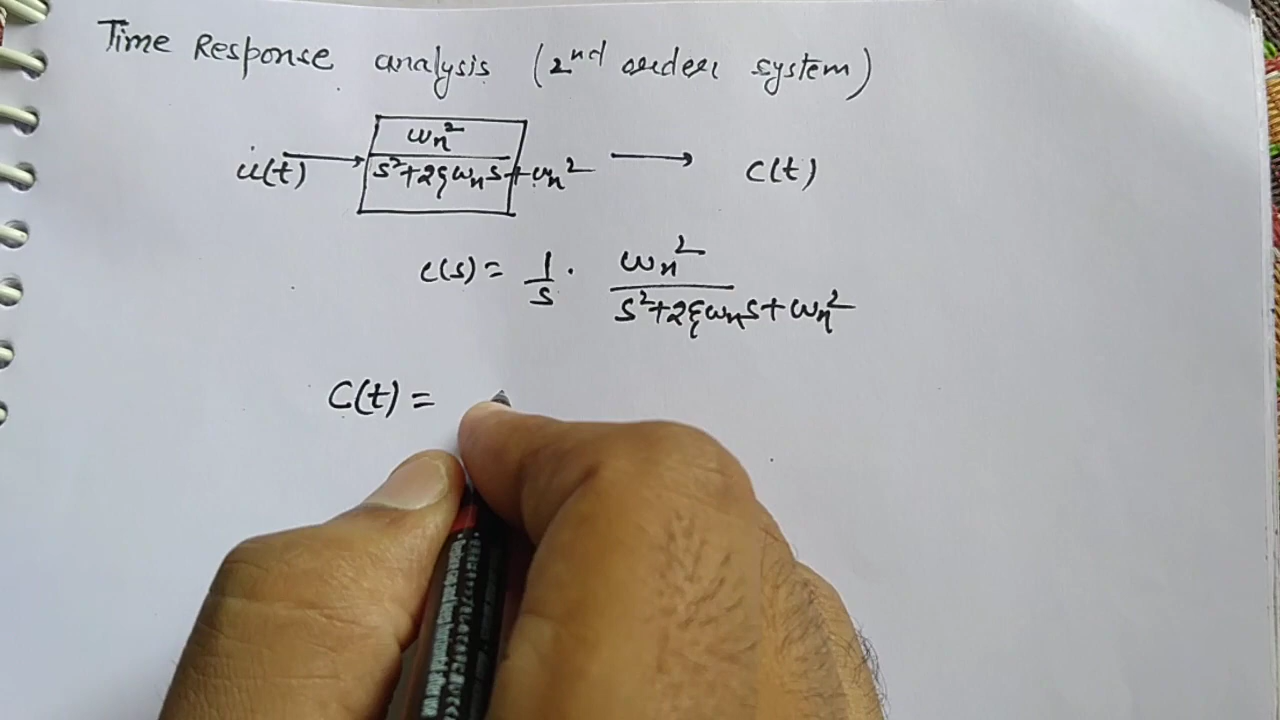 Time Response analysis (2nd order system)
u(t) → ωn² / s²+2ξωns+ωn² → c(t)
c(s) = 1/s · ωn² / s²+2ξωns+ωn²
C(t) =